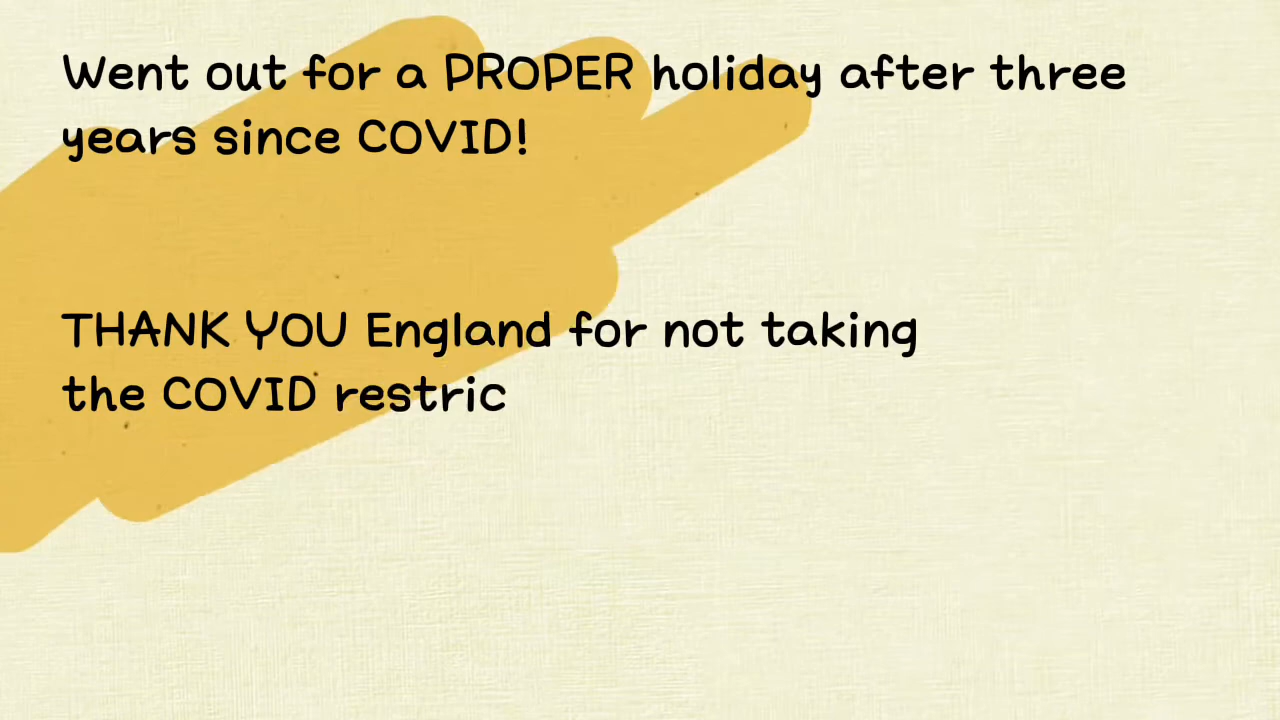 Went out for a PROPER holiday after three
years since COVID!
THANK YOU England for not taking
the COVID restric